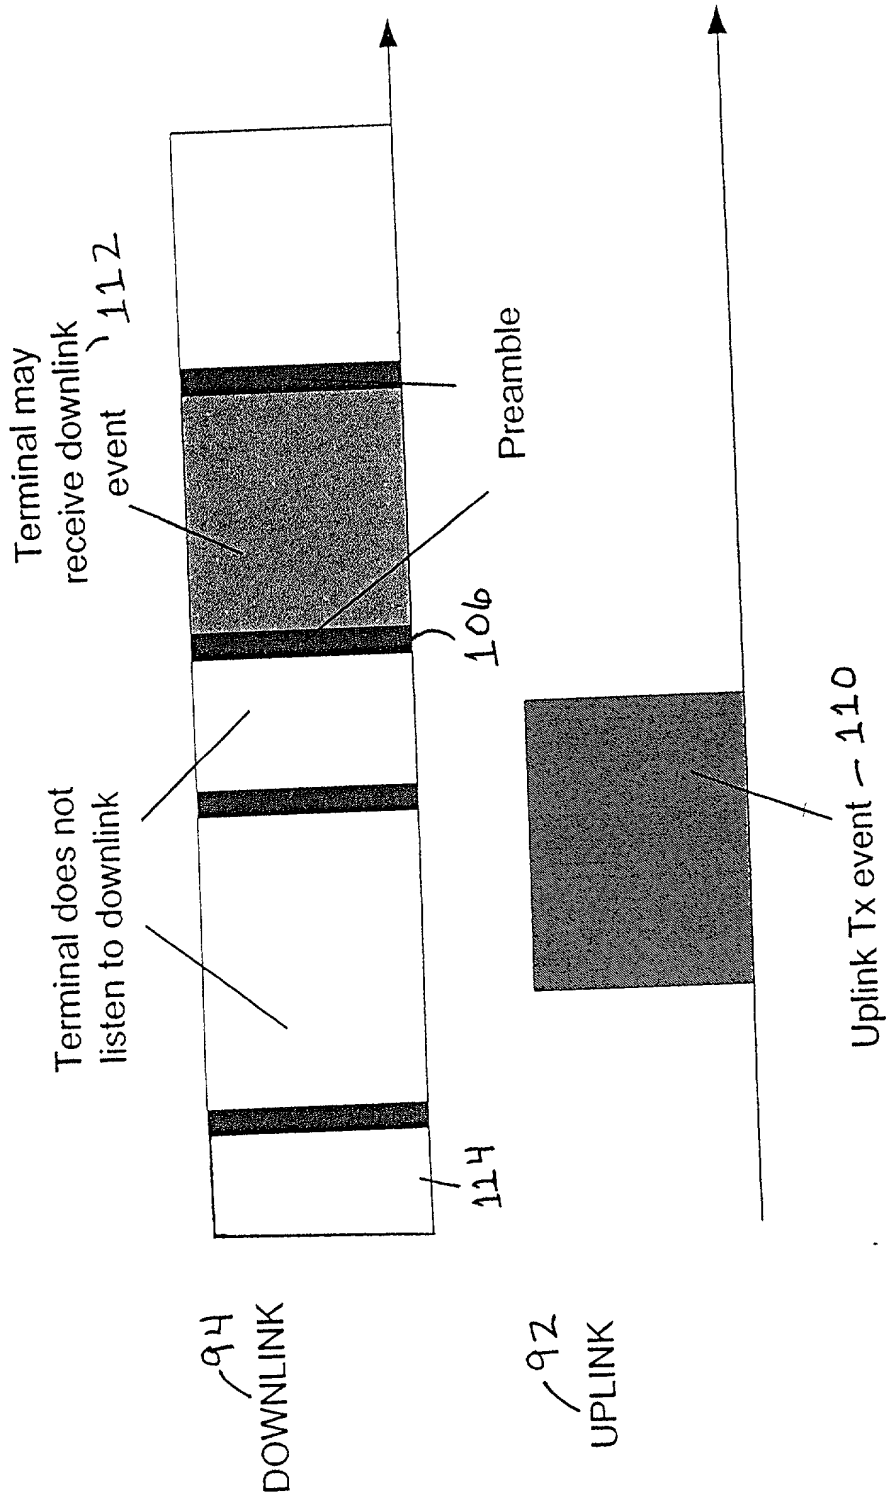 Terminal may
receive downlink
event
112
Terminal does not
listen to downlink
94
DOWNLINK
114
106
Preamble
92
UPLINK
Uplink Tx event – 110